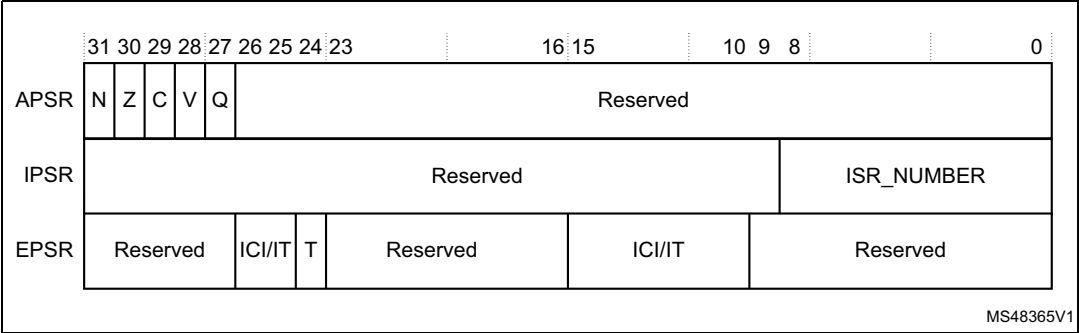 31 30 29 28 27 26 25 24 23 16 15 10 9 8 0
APSR N Z C V Q Reserved
IPSR Reserved ISR_NUMBER
EPSR Reserved ICI/IT T Reserved ICI/IT Reserved
MS48365V1